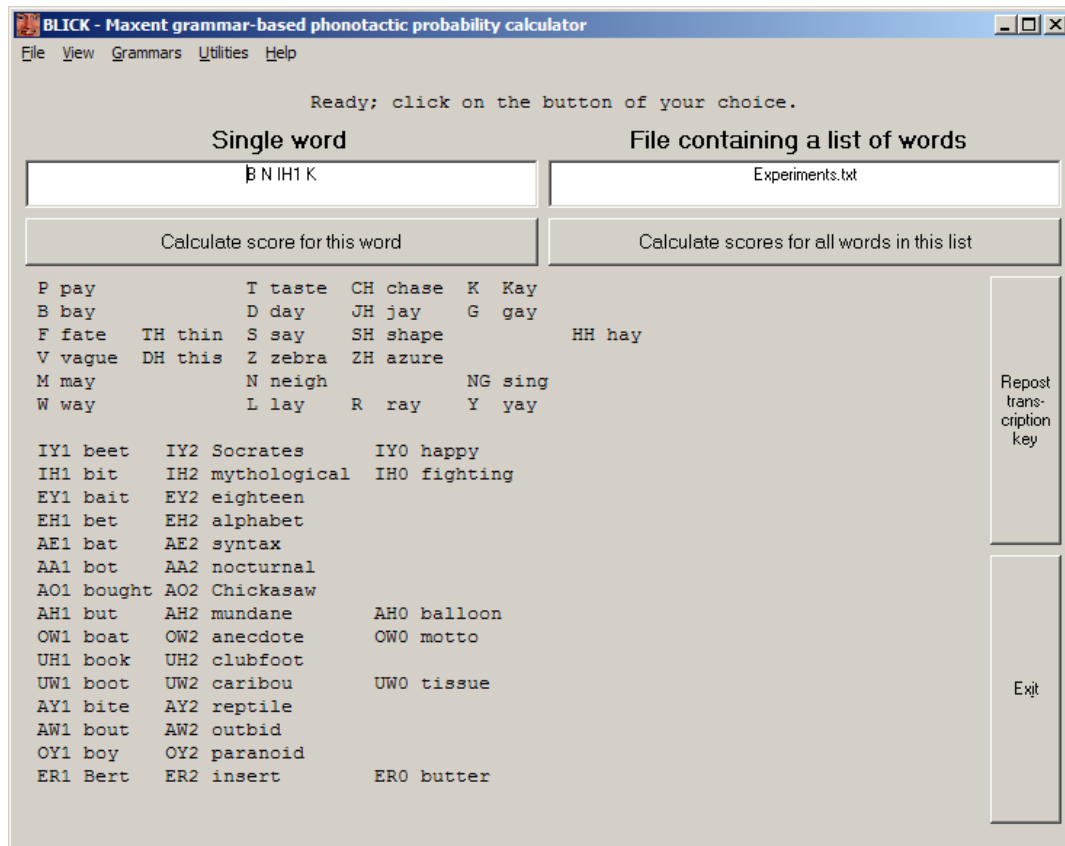 BLICK - Maxent grammar-based phonotactic probability calculator
File View Grammars Utilities Help
Ready; click on the button of your choice.
Single word File containing a list of words
B N IH1 K Experiments.txt
Calculate score for this word Calculate scores for all words in this list
P pay T taste CH chase K Kay
B bay D day JH jay G gay
F fate TH thin S say SH shape HH hay
V vague DH this Z zebra ZH azure
M may N neigh NG sing
W way L lay R ray Y yay
IY1 beet IY2 Socrates IY0 happy
IH1 bit IH2 mythological IH0 fighting
EY1 bait EY2 eighteen
EH1 bet EH2 alphabet
AE1 bat AE2 syntax
AA1 bot AA2 nocturnal
AO1 bought AO2 Chickasaw
AH1 but AH2 mundane AH0 balloon
OW1 boat OW2 anecdote OW0 motto
UH1 book UH2 clubfoot
UW1 boot UW2 caribou UW0 tissue
AY1 bite AY2 reptile
AW1 bout AW2 outbid
OY1 boy OY2 paranoid
ER1 Bert ER2 insert ER0 butter
Repost
trans-
cription
key
Exit